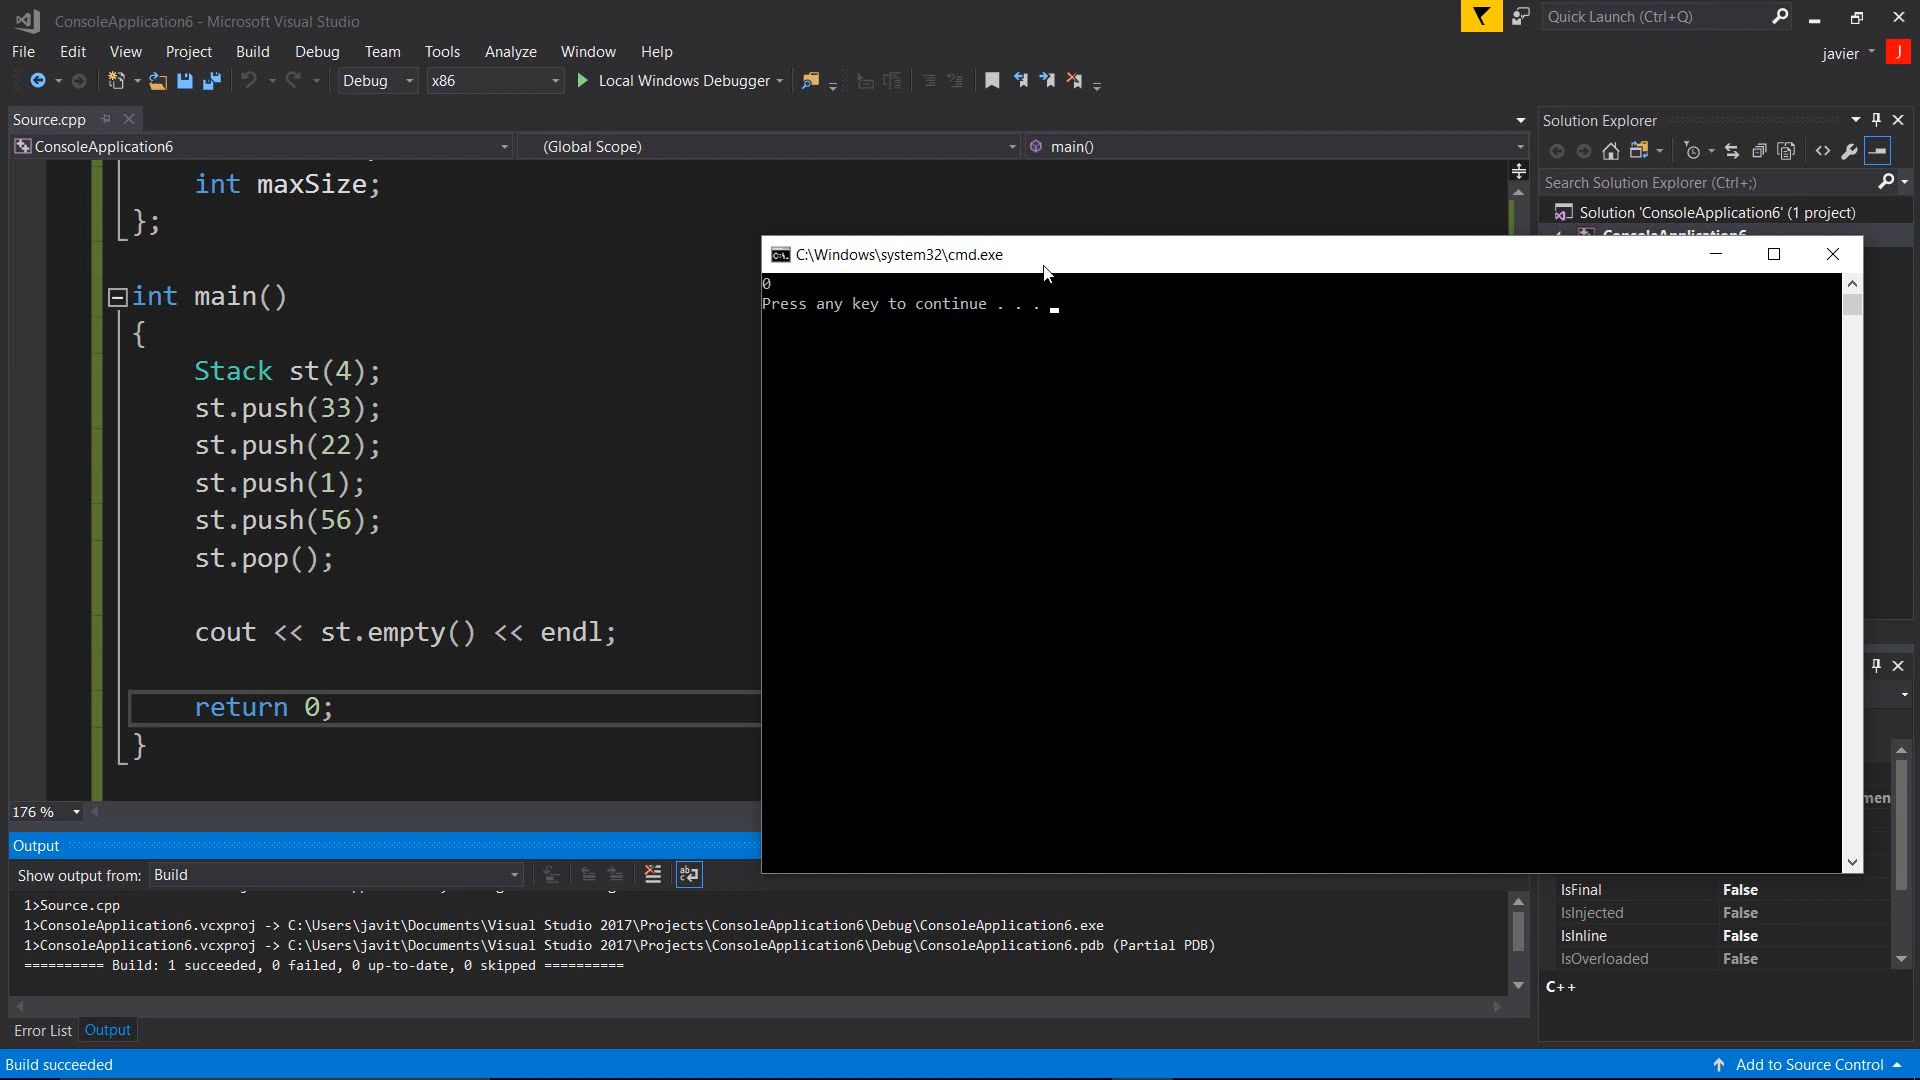 ConsoleApplication6 - Microsoft Visual Studio
Quick Launch (Ctrl+Q)
File Edit View Project Build Debug Team Tools Analyze Window Help
javier J
Debug x86 Local Windows Debugger
Source.cpp
Solution Explorer
ConsoleApplication6 (Global Scope) main()
Search Solution Explorer (Ctrl+;)
Solution 'ConsoleApplication6' (1 project)
ConsoleApplication6
int maxSize;
};
int main()
{
Stack st(4);
st.push(33);
st.push(22);
st.push(1);
st.push(56);
st.pop();
cout << st.empty() << endl;
return 0;
}
C:\Windows\system32\cmd.exe
0
Press any key to continue . . .
176 %
Output
Show output from: Build
1>Source.cpp
1>ConsoleApplication6.vcxproj -> C:\Users\javit\Documents\Visual Studio 2017\Projects\ConsoleApplication6\Debug\ConsoleApplication6.exe
1>ConsoleApplication6.vcxproj -> C:\Users\javit\Documents\Visual Studio 2017\Projects\ConsoleApplication6\Debug\ConsoleApplication6.pdb (Partial PDB)
========== Build: 1 succeeded, 0 failed, 0 up-to-date, 0 skipped ==========
IsFinal False
IsInjected False
IsInline False
IsOverloaded False
C++
Error List Output
Build succeeded
Add to Source Control